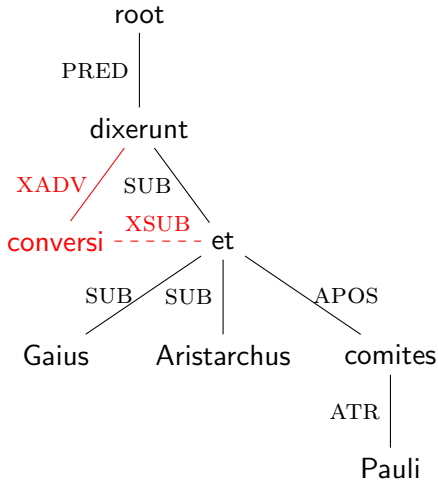 root
PRED
dixerunt
XADV SUB
XSUB
conversi et
SUB SUB APOS
Gaius Aristarchus comites
ATR
Pauli